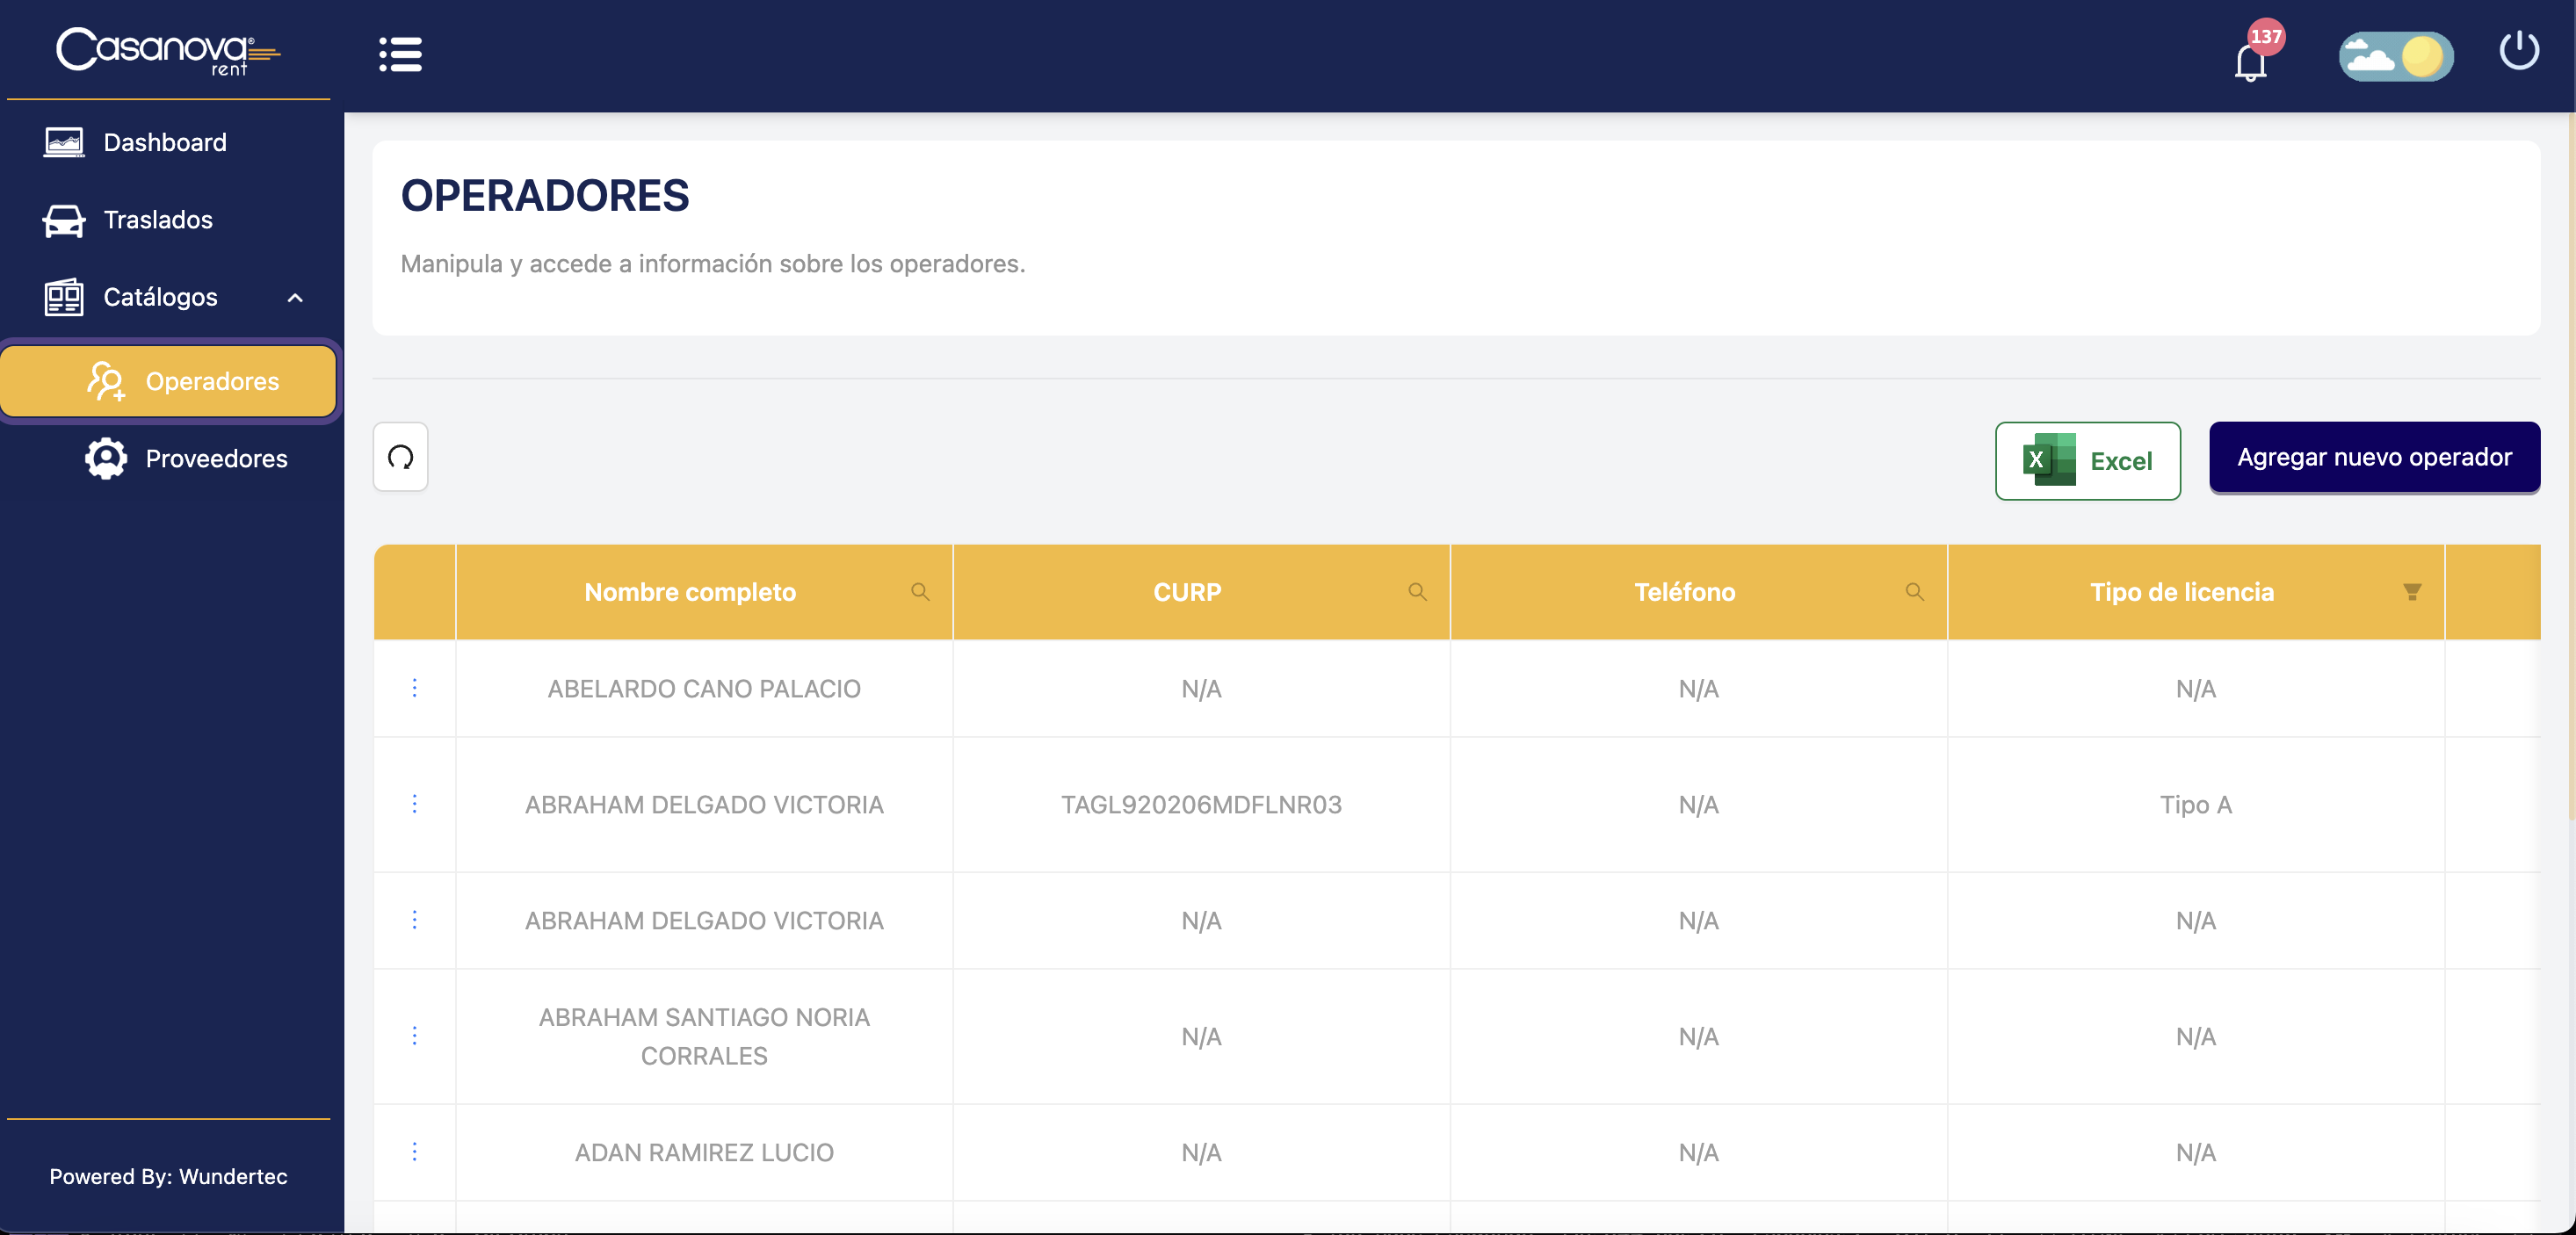 Casanova®
rent
137
Dashboard
Traslados
Catálogos
Operadores
Proveedores
Powered By: Wundertec
OPERADORES
Manipula y accede a información sobre los operadores.
X Excel
Agregar nuevo operador
Nombre completo CURP Teléfono Tipo de licencia
ABELARDO CANO PALACIO N/A N/A N/A
ABRAHAM DELGADO VICTORIA TAGL920206MDFLNR03 N/A Tipo A
ABRAHAM DELGADO VICTORIA N/A N/A N/A
ABRAHAM SANTIAGO NORIA
CORRALES N/A N/A N/A
ADAN RAMIREZ LUCIO N/A N/A N/A